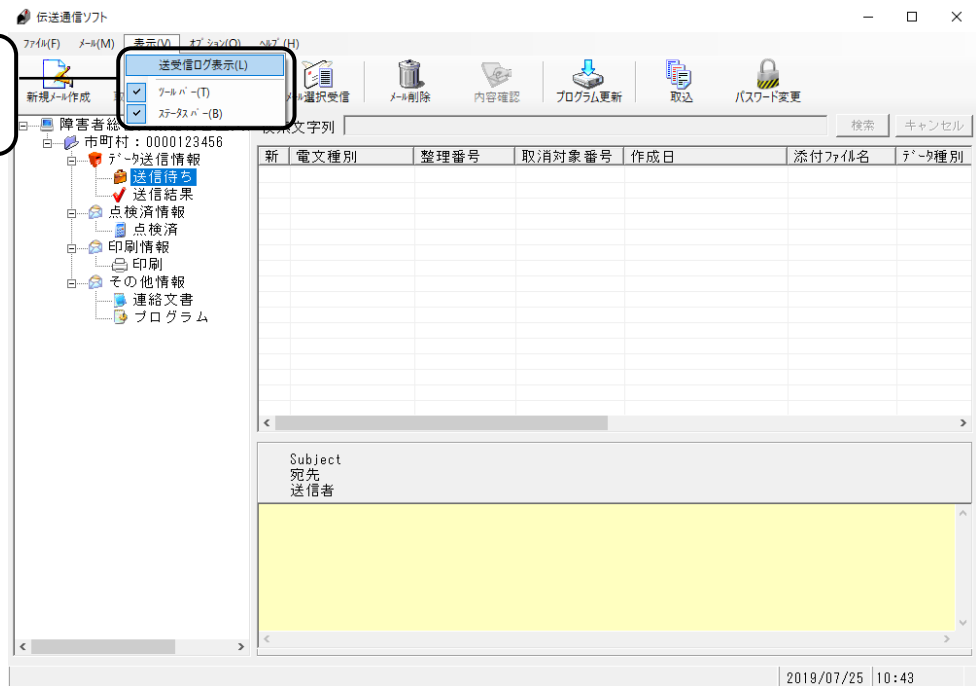 伝送通信ソフト
ファイル(F) メール(M) 表示(V) オプション(O) ヘルプ(H)
送受信ログ表示(L)
ツールバー(T)
ステータスバー(B)
新規メール作成
選択受信
メール削除
内容確認
プログラム更新
取込
パスワード変更
文字列
検索
キャンセル
障害者総
市町村：0000123456
データ送信情報
送信待ち
送信結果
点検済情報
点検済
印刷情報
印刷
その他情報
連絡文書
プログラム
新 電文種別 整理番号 取消対象番号 作成日 添付ファイル名 データ種別
Subject
宛先
送信者
2019/07/25 10:43